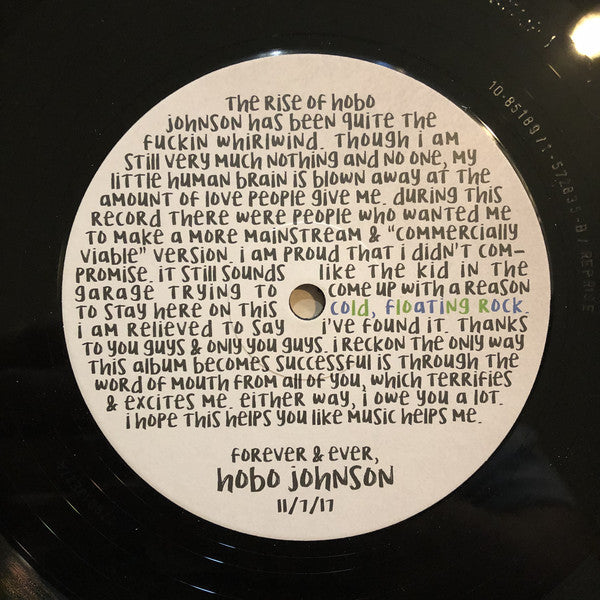 The Rise of Hobo
Johnson has been quite the
fuckin whirlwind. Though i am
still very much nothing and no one, my
little human brain is blown away at the
amount of love people give me. During this
record there were people who wanted me
to make a more mainstream & "commercially
viable" version. i am proud that i didn't com-
promise. it still sounds like the kid in the
garage trying to come up with a reason
to stay here on this cold, floating rock.
i am relieved to say i've found it. Thanks
to you guys & only you guys. i reckon the only way
this album becomes successful is through the
word of mouth from all of you, which terrifies
& excites me. either way, i owe you a lot.
i hope this helps you like music helps me.
forever & ever,
hobo johnson
11/7/17